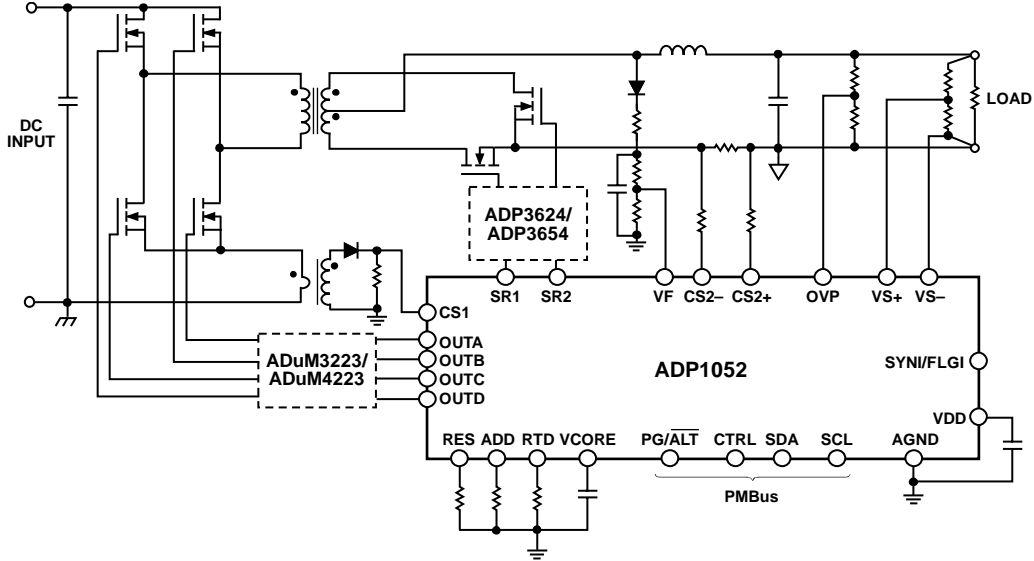 DC
INPUT
LOAD
ADP3624/
ADP3654
SR1
SR2
VF
CS2–
CS2+
OVP
VS+
VS–
CS1
OUTA
OUTB
OUTC
OUTD
ADuM3223/
ADuM4223
ADP1052
SYNI/FLGI
VDD
RES
ADD
RTD
VCORE
PG/ALT
CTRL
SDA
SCL
AGND
PMBus